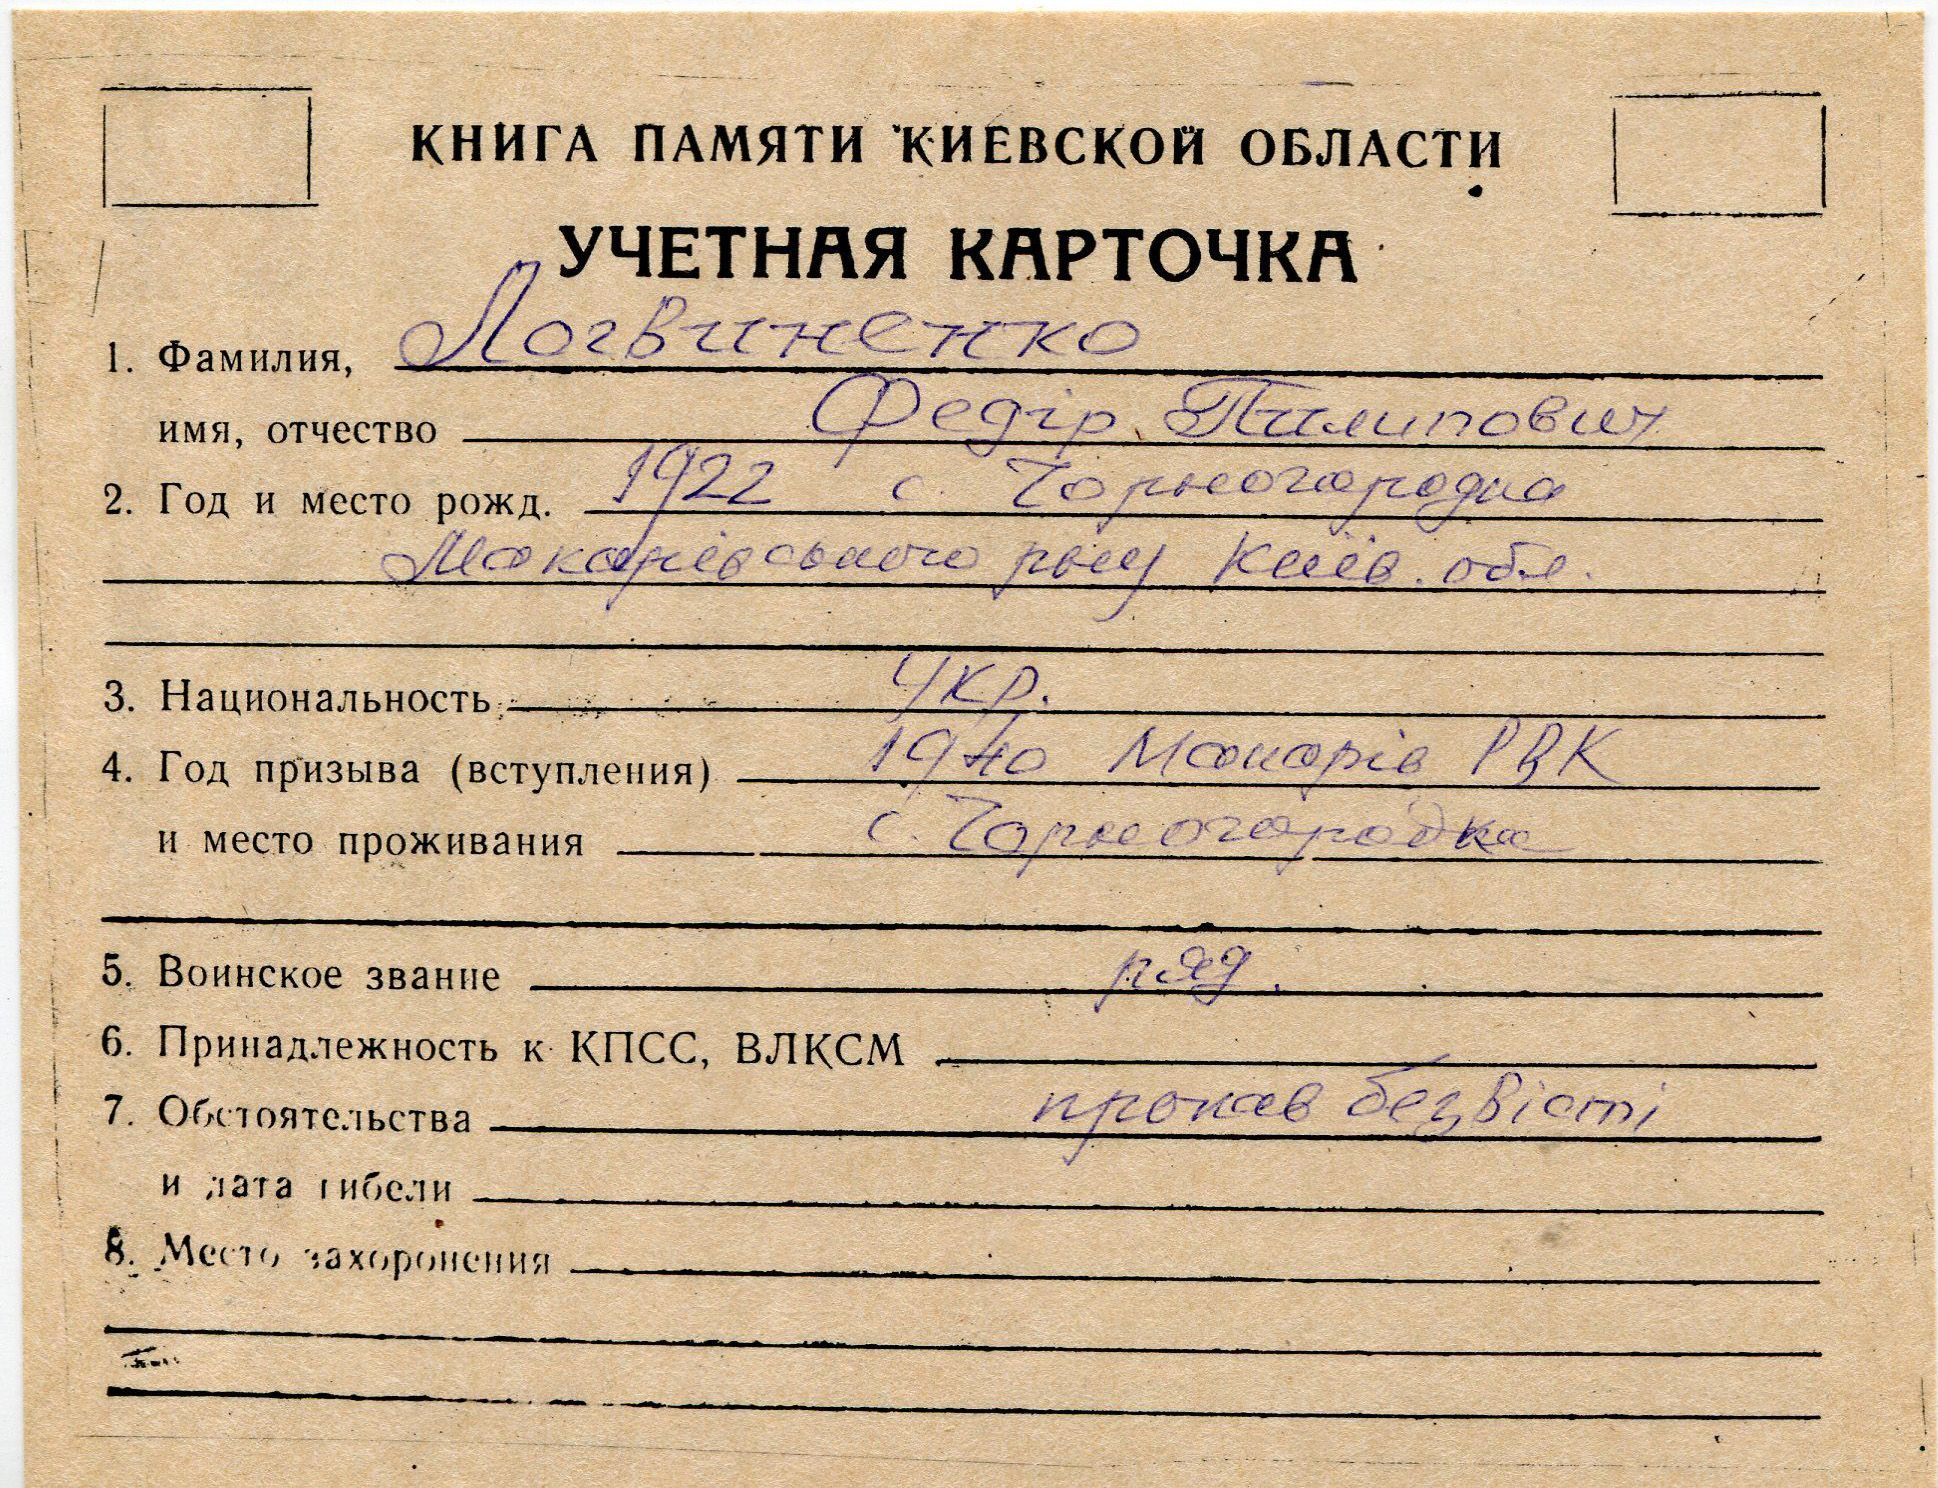 КНИГА ПАМЯТИ КИЕВСКОЙ ОБЛАСТИ
УЧЕТНАЯ КАРТОЧКА
1. Фамилия, Логвиненко
имя, отчество Федір Пилипович
2. Год и место рожд. 1922 с. Чорногородка
Макарівського р-ну Київ. обл.
3. Национальность Укр.
4. Год призыва (вступления) 1940 Макарів РВК
и место проживания с. Чорногородка
5. Воинское звание ряд.
6. Принадлежность к КПСС, ВЛКСМ
7. Обстоятельства пропав безвісті
и дата гибели
8. Место захоронения